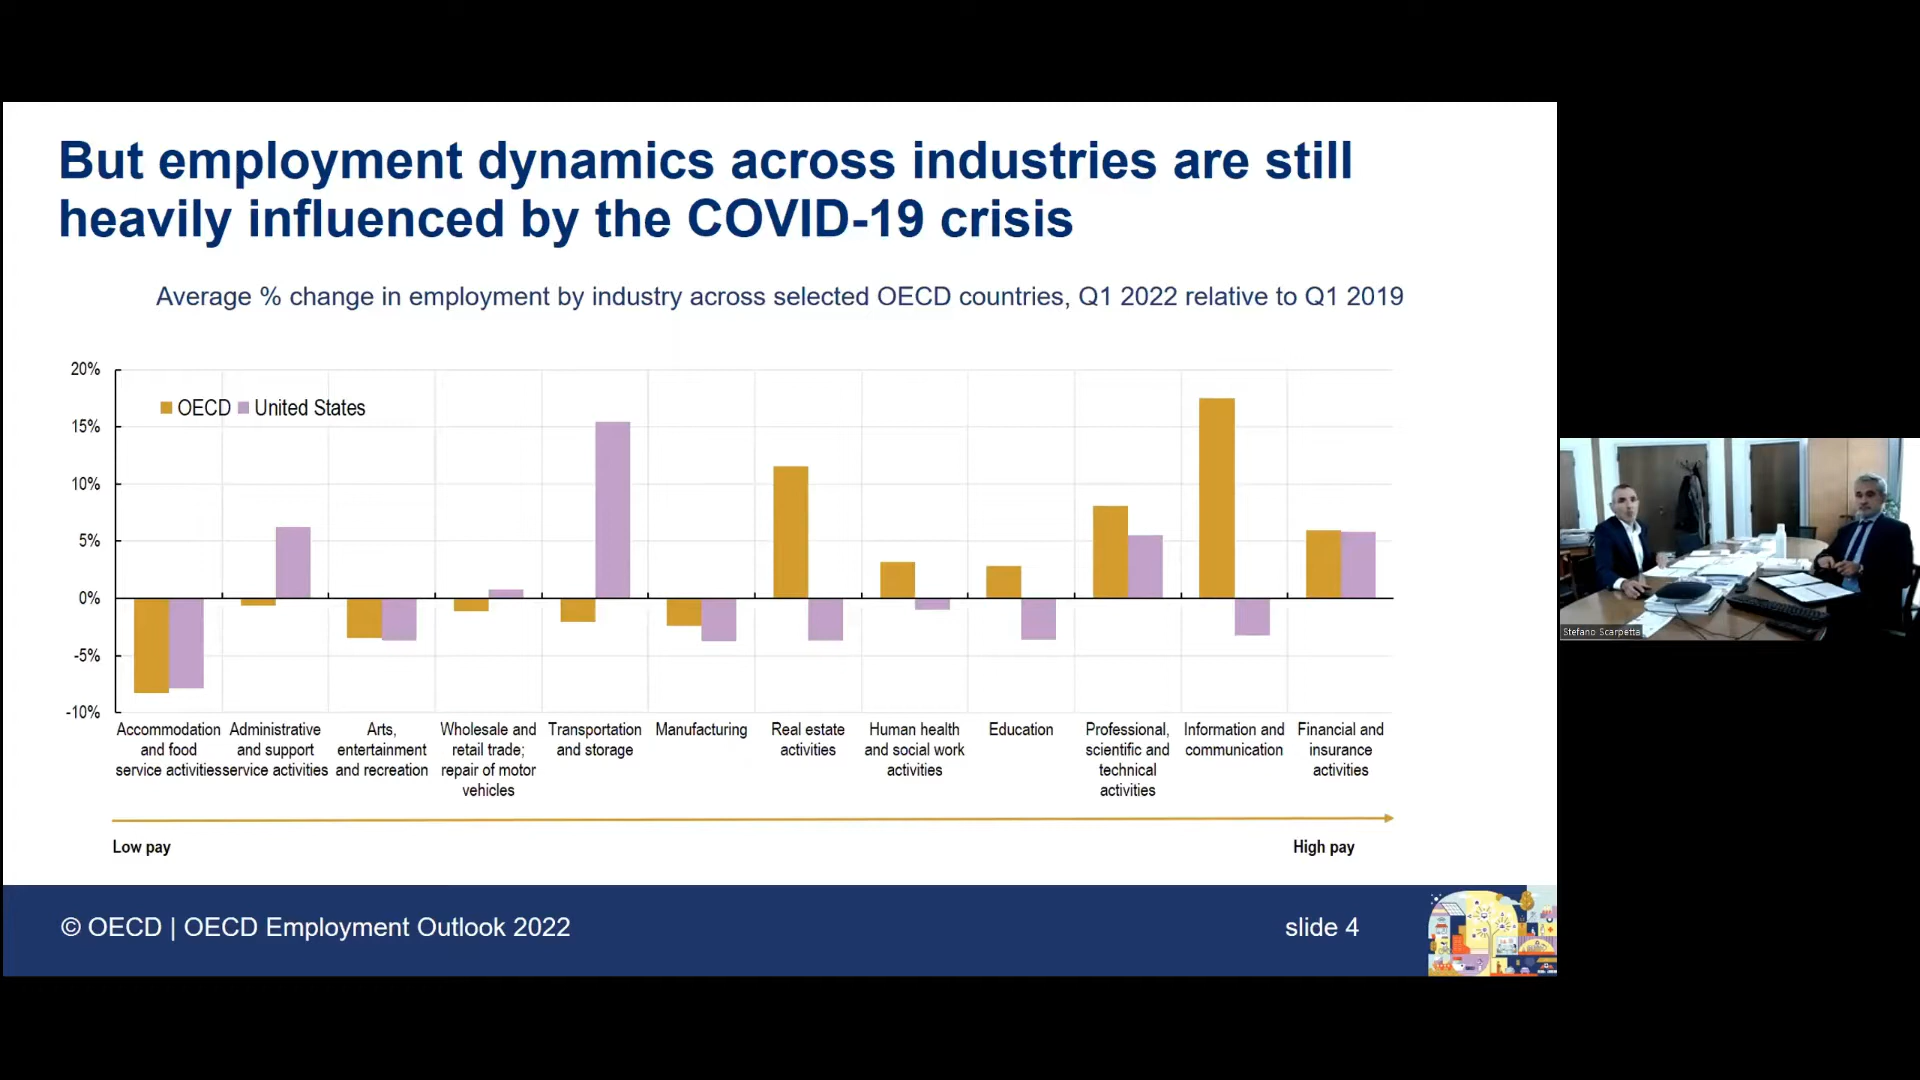 But employment dynamics across industries are still
heavily influenced by the COVID-19 crisis
Average % change in employment by industry across selected OECD countries, Q1 2022 relative to Q1 2019
20%
15%
10%
5%
0%
-5%
-10%
OECD United States
Accommodation
and food
service activities
Administrative
and support
service activities
Arts,
entertainment
and recreation
Wholesale and
retail trade;
repair of motor
vehicles
Transportation
and storage
Manufacturing
Real estate
activities
Human health
and social work
activities
Education
Professional,
scientific and
technical
activities
Information and
communication
Financial and
insurance
activities
Low pay
High pay
© OECD | OECD Employment Outlook 2022
slide 4
Stefano Scarpetta